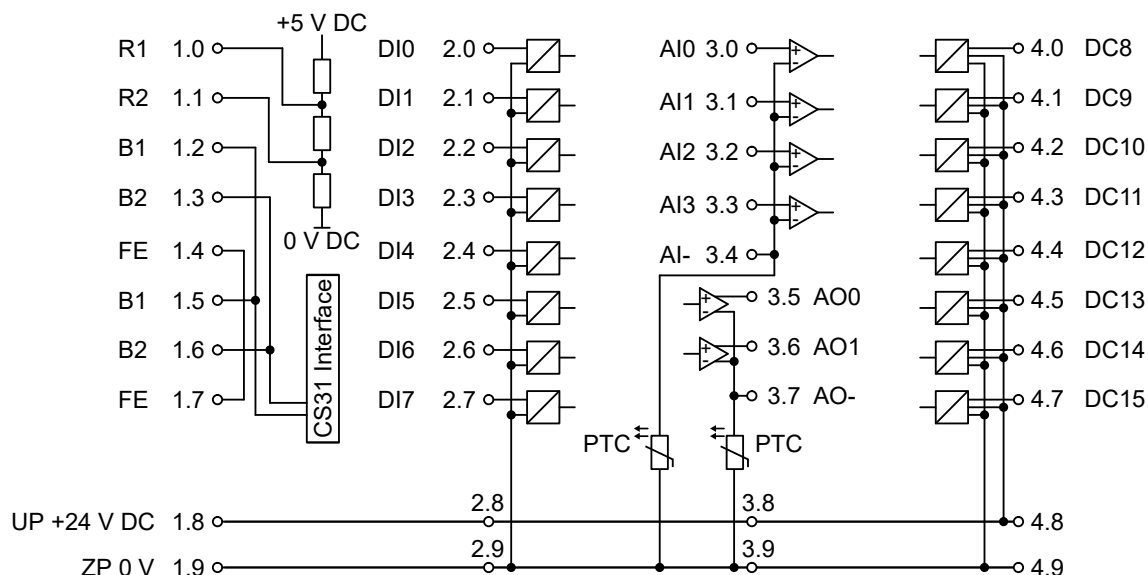 +5 V DC
R1 1.0 DI0 2.0 AI0 3.0 + - 4.0 DC8
R2 1.1 DI1 2.1 AI1 3.1 + - 4.1 DC9
B1 1.2 DI2 2.2 AI2 3.2 + - 4.2 DC10
B2 1.3 DI3 2.3 AI3 3.3 + - 4.3 DC11
0 V DC
FE 1.4 DI4 2.4 AI- 3.4 4.4 DC12
B1 1.5 DI5 2.5 + - 3.5 AO0 4.5 DC13
B2 1.6 DI6 2.6 + - 3.6 AO1 4.6 DC14
FE 1.7 DI7 2.7 3.7 AO- 4.7 DC15
CS31 Interface
PTC PTC
UP +24 V DC 1.8 2.8 3.8 4.8
ZP 0 V 1.9 2.9 3.9 4.9